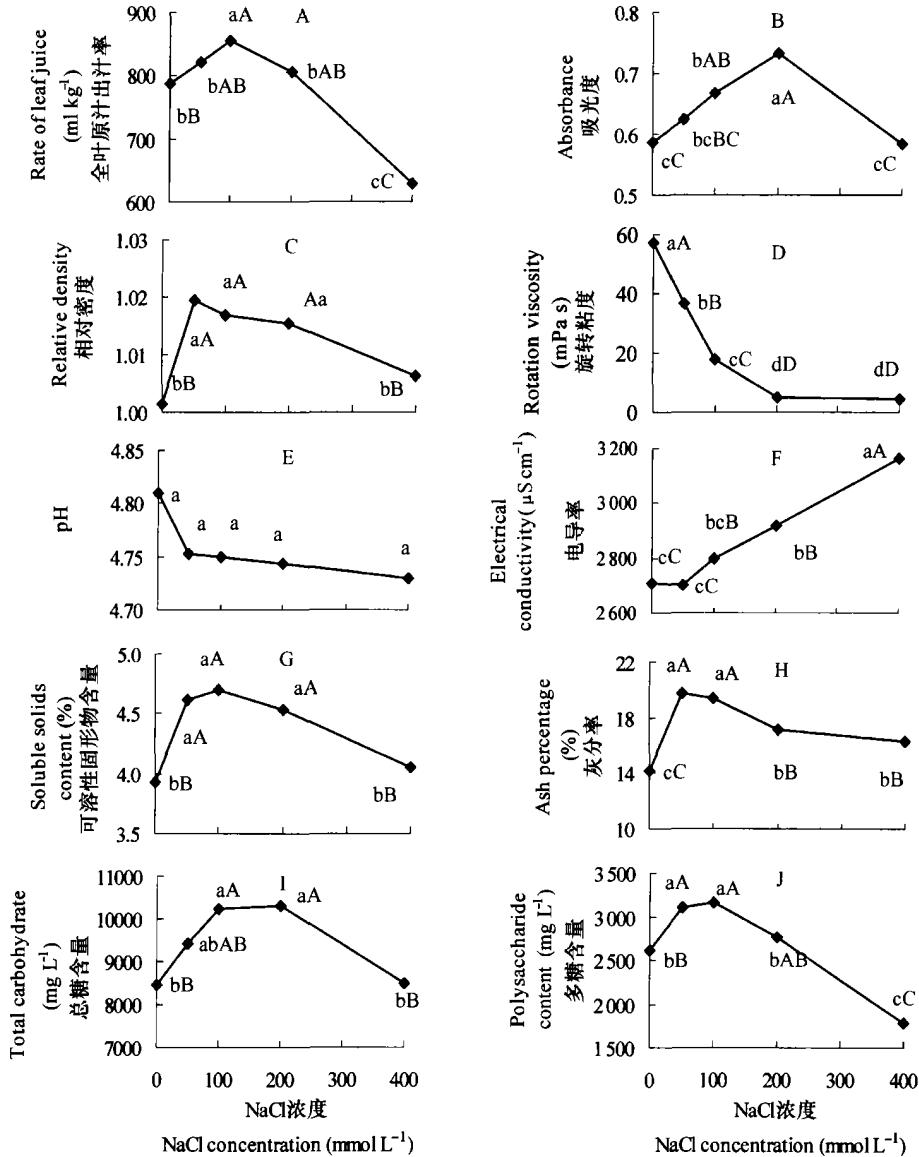 Rate of leaf juice
(ml kg⁻¹)
全叶原汁出汁率
900
800
700
600
A
bB
bAB
aA
bAB
cC
Absorbance
吸光度
0.8
0.7
0.6
0.5
B
cC
bcBC
bAB
aA
cC
Relative density
相对密度
1.03
1.02
1.01
1.00
C
bB
aA
aA
Aa
bB
Rotation viscosity
(mPa s)
旋转粘度
60
40
20
0
D
aA
bB
cC
dD
dD
pH
4.85
4.80
4.75
4.70
E
a
a
a
a
a
Electrical
conductivity(μS cm⁻¹)
电导率
3 200
3 000
2 800
2 600
F
cC
cC
bcB
bB
aA
Soluble solids
content (%)
可溶性固形物含量
5.0
4.5
4.0
3.5
G
bB
aA
aA
aA
bB
Ash percentage
(%)
灰分率
22
18
14
10
H
cC
aA
aA
bB
bB
Total carbohydrate
(mg L⁻¹)
总糖含量
11000
10000
9000
8000
7000
I
bB
abAB
aA
aA
bB
0
100
200
300
400
NaCl浓度
NaCl concentration (mmol L⁻¹)
Polysaccharide
content (mg L⁻¹)
多糖含量
3 500
3000
2500
2 000
1 500
J
bB
aA
aA
bAB
cC
0
100
200
300
400
NaCl浓度
NaCl concentration (mmol L⁻¹)